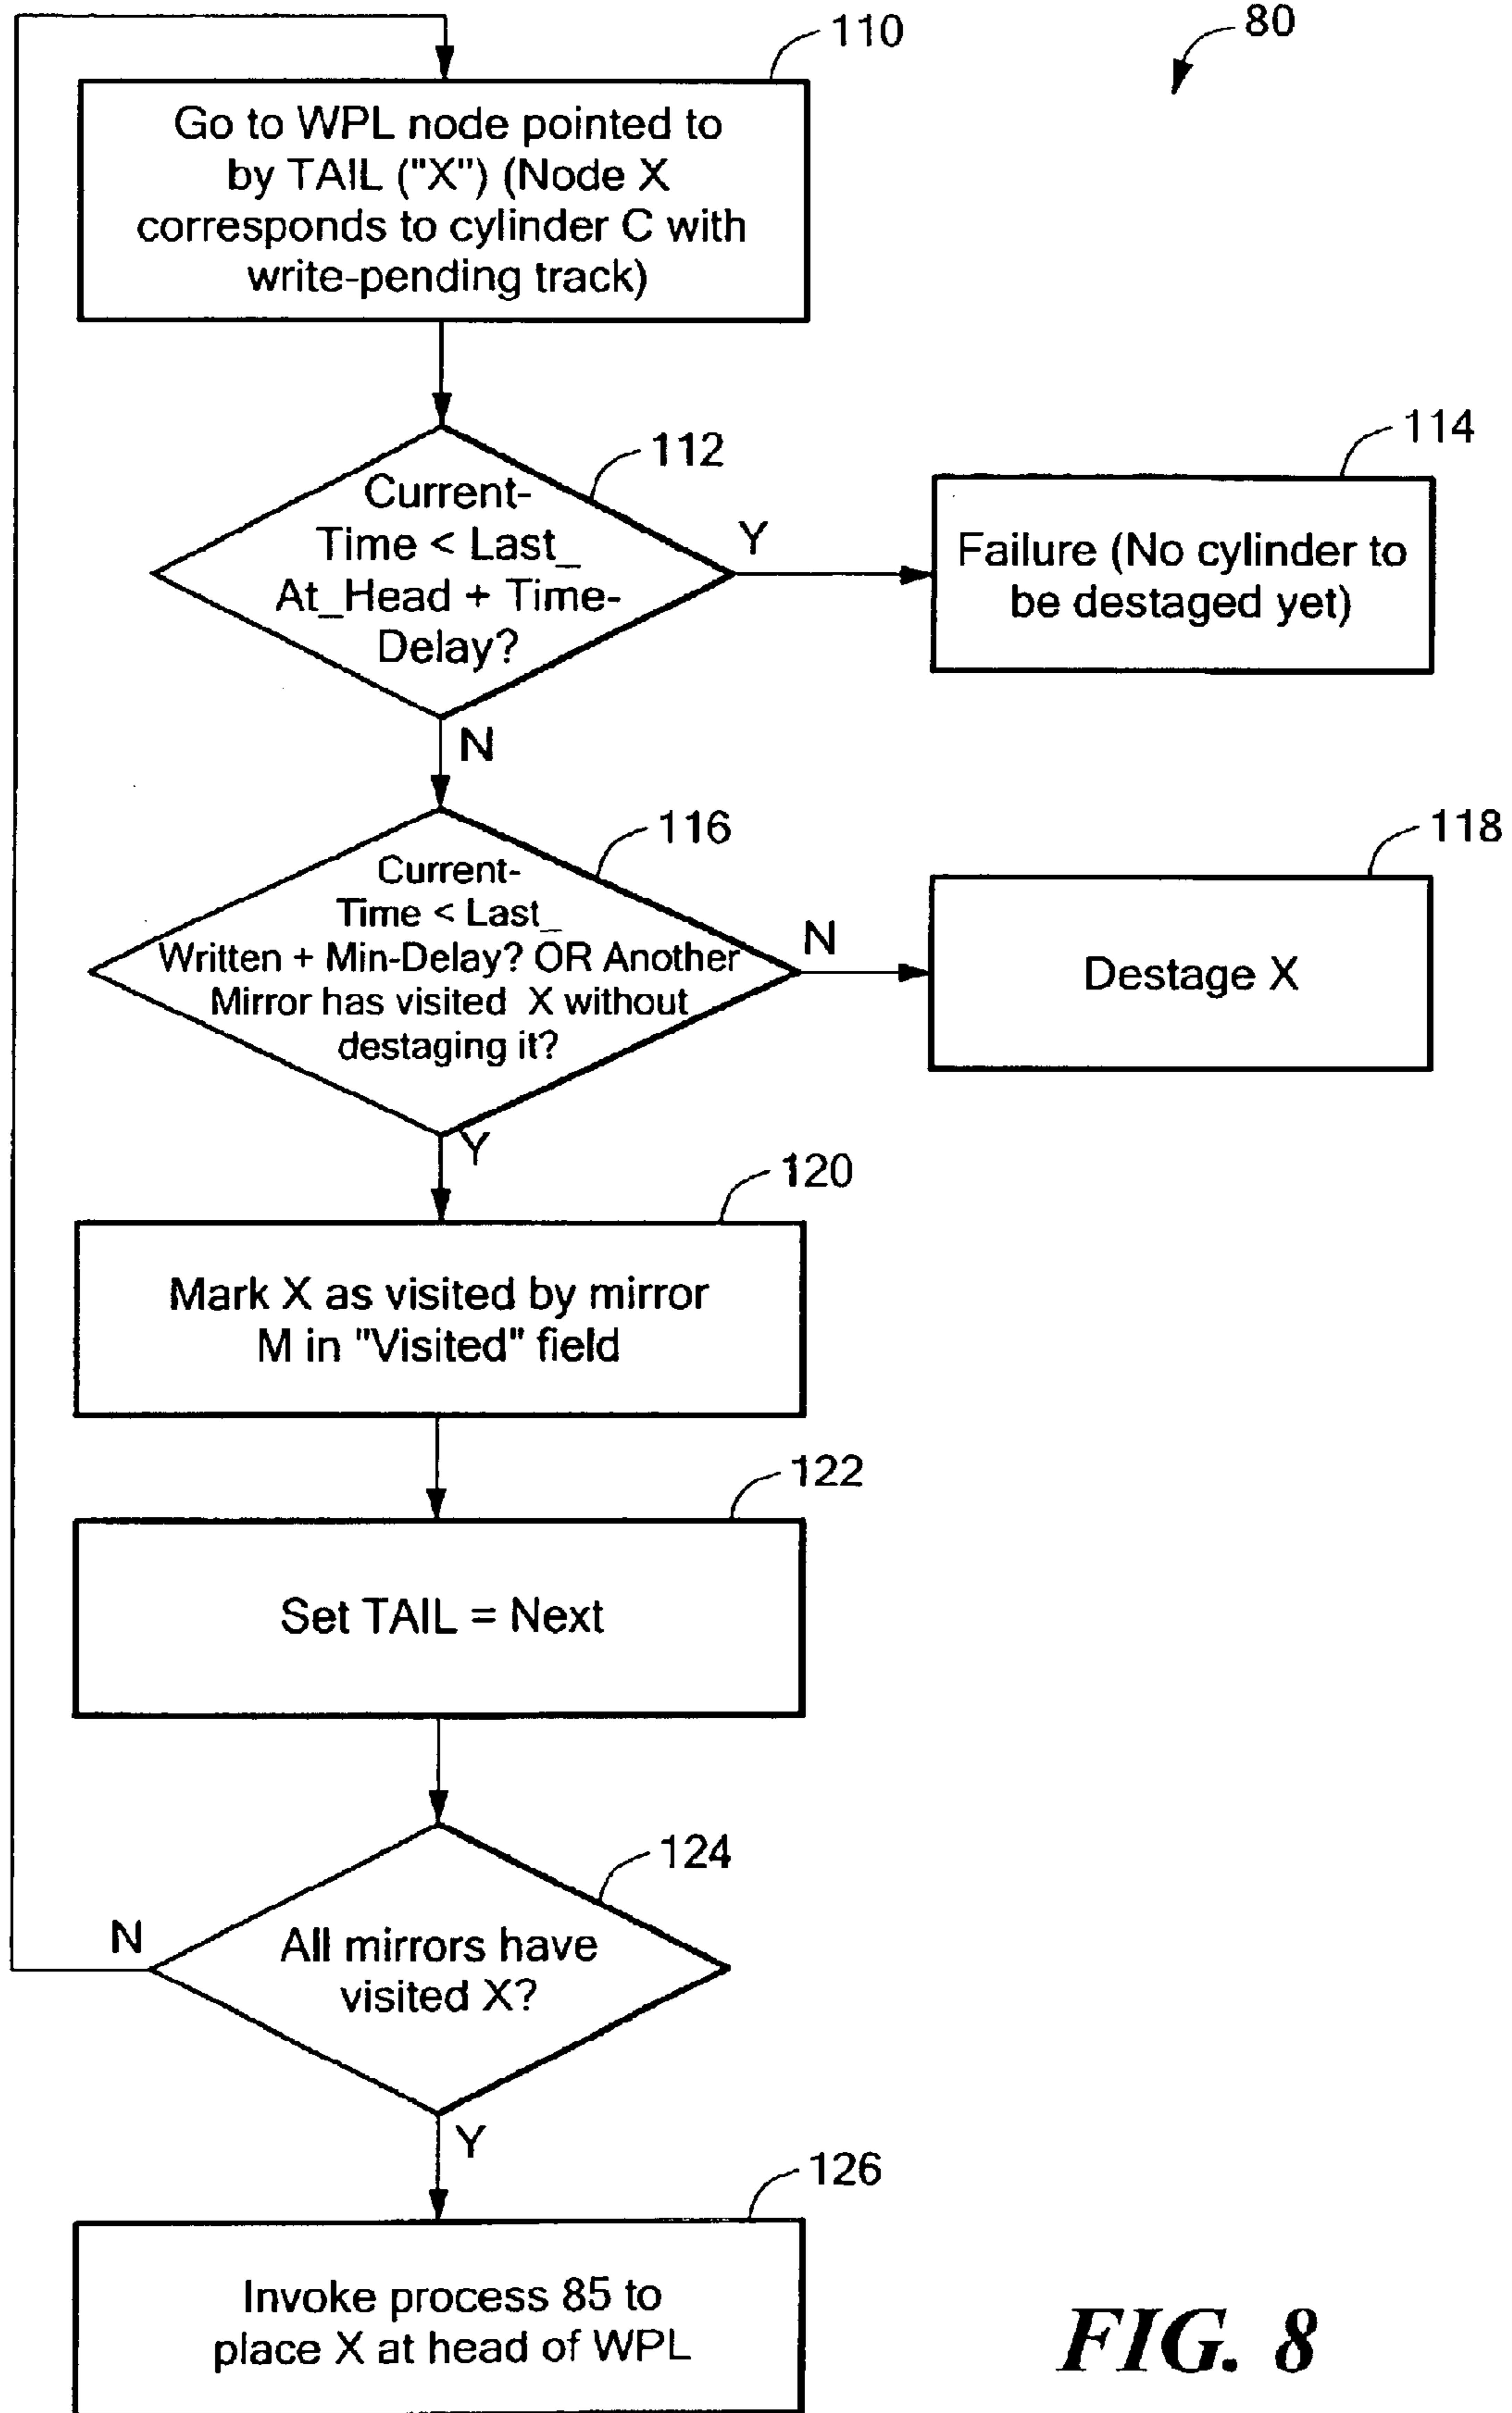 80
110
Go to WPL node pointed to
by TAIL ("X") (Node X
corresponds to cylinder C with
write-pending track)
112
Current-
Time < Last_
At_Head + Time-
Delay?
Y
114
Failure (No cylinder to
be destaged yet)
N
116
Current-
Time < Last_
Written + Min-Delay? OR Another
Mirror has visited X without
destaging it?
N
118
Destage X
Y
120
Mark X as visited by mirror
M in "Visited" field
122
Set TAIL = Next
124
All mirrors have
visited X?
N
Y
126
Invoke process 85 to
place X at head of WPL
FIG. 8